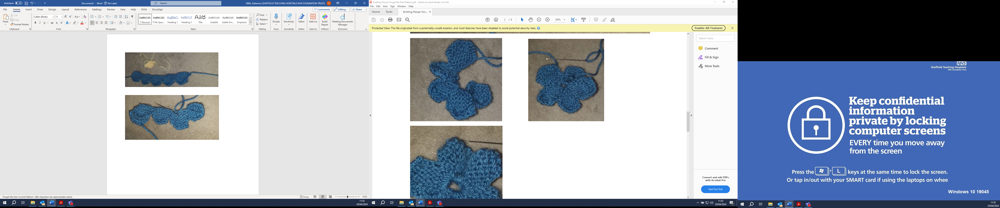 AutoSave Off
Document3 - Word No Label
Search
EBBS, Katherine (SHEFFIELD TEACHING HOSPITALS NHS FOUNDATION TRUST) EK
File Home Insert Draw Design Layout References Mailings Review View Help RCM DocuSign
Comments Editing Share
Paste
Cut
Copy
Format Painter
Calibri (Body) 11
AaBbCcDc AaBbCcDc AaBbCc AaBbCcD AaB AaBbCcDc AaBbCcDc AaBbCcDc
¶ Normal ¶ No Spac... Heading 1 Heading 2 Title Subtitle Subtle Em... Emphasis
Find
Replace
Select
Dictate Sensitivity Editor Add-ins Build Report Meeting Documents Manager
Clipboard Font Paragraph Styles Editing Voice Sensitivity Editor Add-ins InPhase Decisions
"Forget Me Not Crochet Pattern": 806 characters (an approximate value).
Focus
100%
11:33
29/04/2024
Knitting Flower Forget Me Not Pattern.pdf - Adobe Acrobat Reader (32-bit)
File Edit View Sign Window Help
Home Tools Knitting Flower For...
2 / 3
180%
Protected View: This file originated from a potentially unsafe location, and most features have been disabled to avoid potential security risks.
Enable All Features
Search tools
Comment
Fill & Sign
More Tools
Convert and edit PDFs
with Acrobat Pro
Start Free Trial
11:33
29/04/2024
NHS
Sheffield Teaching Hospitals
NHS Foundation Trust
Keep confidential
information
private by locking
computer screens
EVERY time you move away
from the screen
Press the + L keys at the same time to lock the screen.
Or tap in/out with your SMART card if using the laptops on whee
Windows 10 19045
11:33
29/04/2024